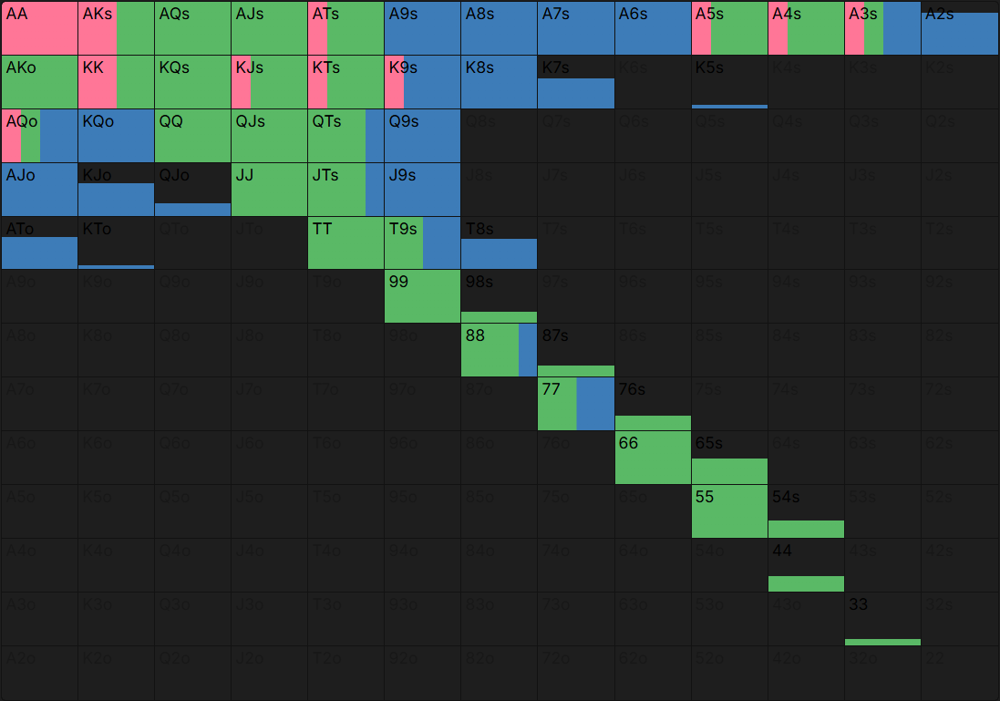 AA AKs AQs AJs ATs A9s A8s A7s A6s A5s A4s A3s A2s
AKo KK KQs KJs KTs K9s K8s K7s K6s K5s K4s K3s K2s
AQo KQo QQ QJs QTs Q9s Q8s Q7s Q6s Q5s Q4s Q3s Q2s
AJo KJo QJo JJ JTs J9s J8s J7s J6s J5s J4s J3s J2s
ATo KTo QTo JTo TT T9s T8s T7s T6s T5s T4s T3s T2s
A9o K9o Q9o J9o T9o 99 98s 97s 96s 95s 94s 93s 92s
A8o K8o Q8o J8o T8o 98o 88 87s 86s 85s 84s 83s 82s
A7o K7o Q7o J7o T7o 97o 87o 77 76s 75s 74s 73s 72s
A6o K6o Q6o J6o T6o 96o 86o 76o 66 65s 64s 63s 62s
A5o K5o Q5o J5o T5o 95o 85o 75o 65o 55 54s 53s 52s
A4o K4o Q4o J4o T4o 94o 84o 74o 64o 54o 44 43s 42s
A3o K3o Q3o J3o T3o 93o 83o 73o 63o 53o 43o 33 32s
A2o K2o Q2o J2o T2o 92o 82o 72o 62o 52o 42o 32o 22